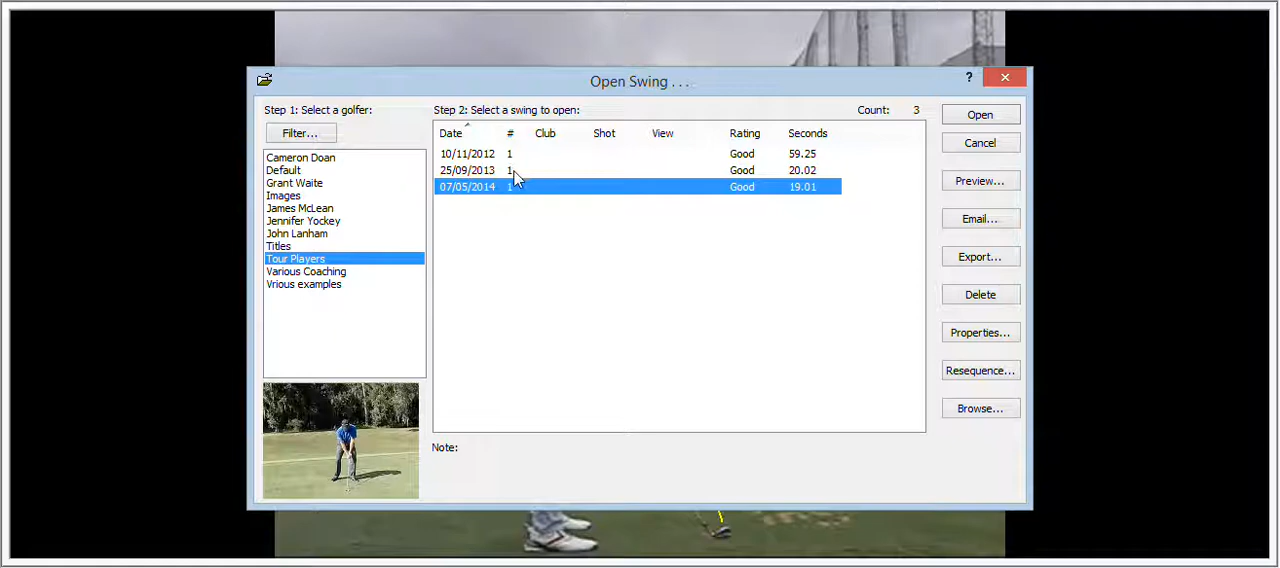 Open Swing . . .
?
Step 1: Select a golfer:
Step 2: Select a swing to open:
Count: 3
Filter...
Cameron Doan
Default
Grant Waite
Images
James McLean
Jennifer Yockey
John Lanham
Titles
Tour Players
Various Coaching
Vrious examples
Date # Club Shot View Rating Seconds
10/11/2012 1 Good 59.25
25/09/2013 1 Good 20.02
07/05/2014 1 Good 19.01
Note:
Open
Cancel
Preview...
Email...
Export...
Delete
Properties...
Resequence...
Browse...